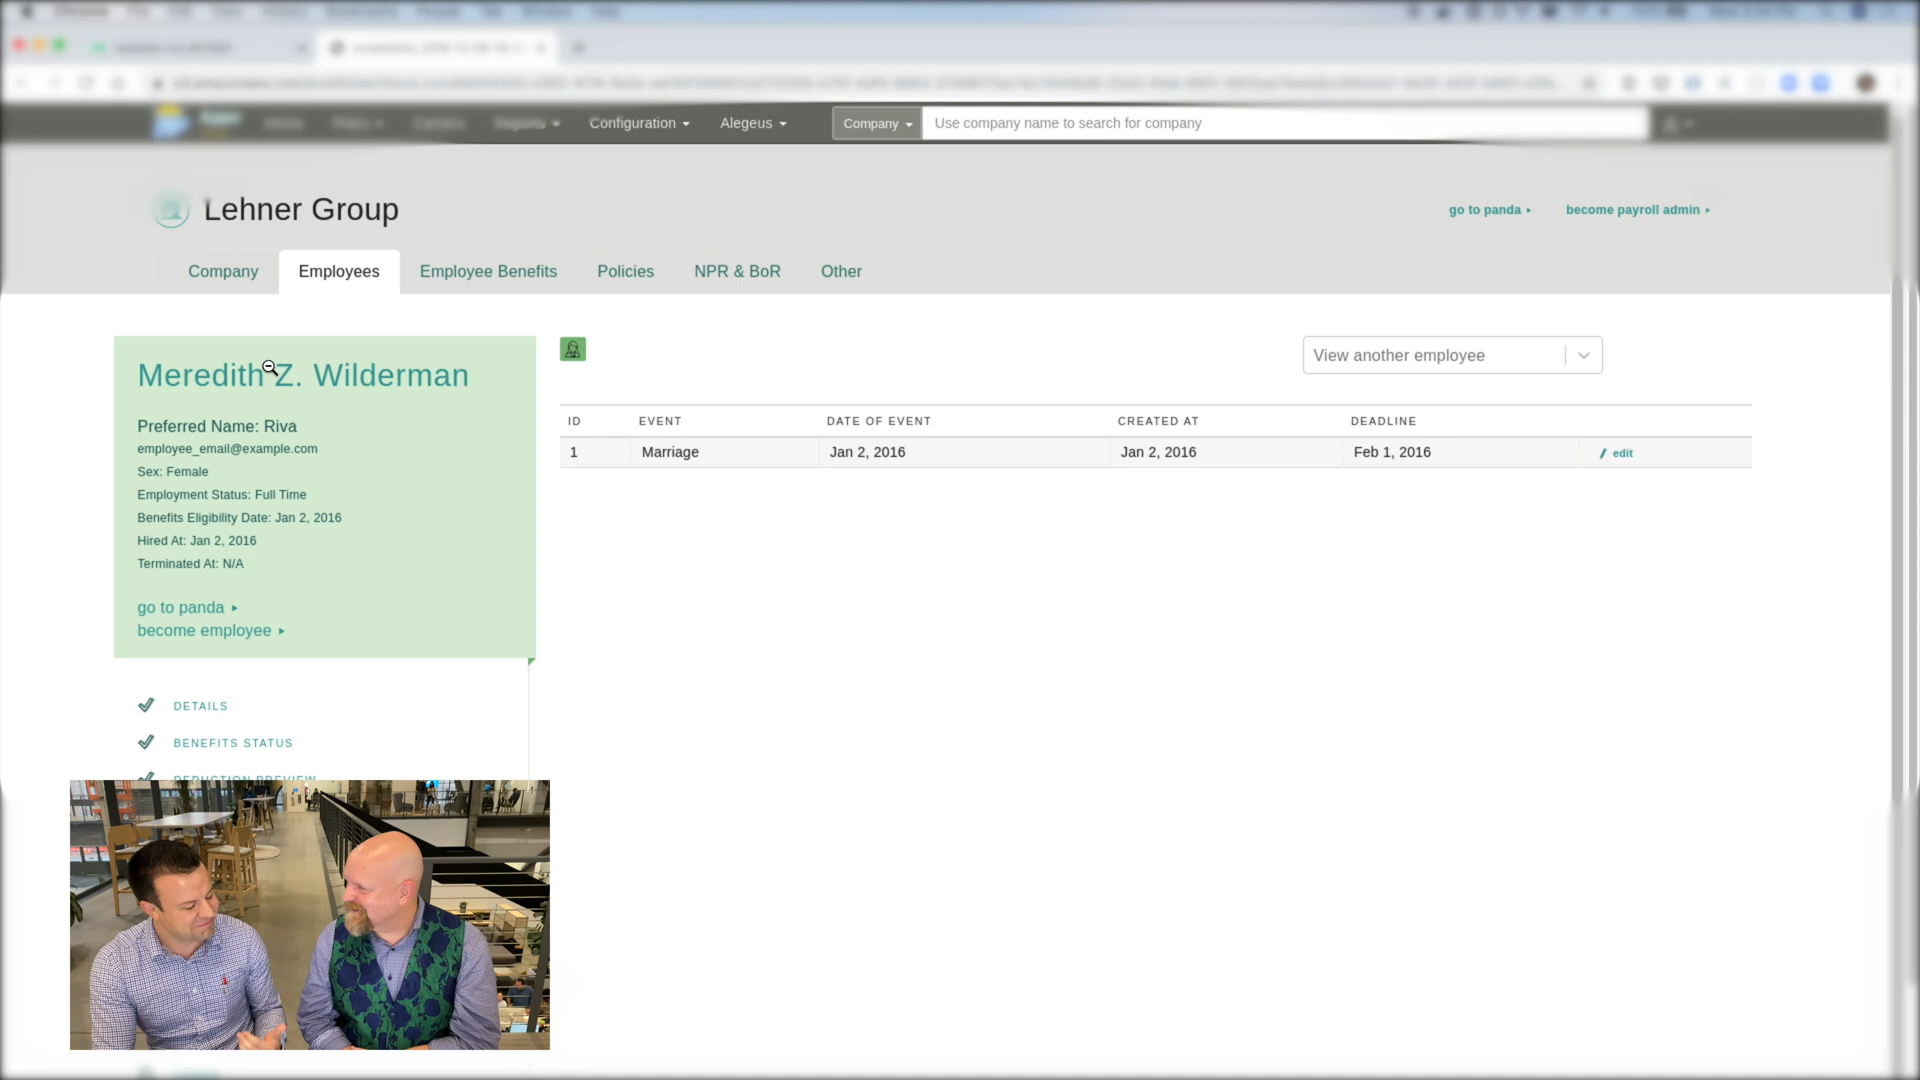 Reports
Configuration
Alegeus
Company
Use company name to search for company
Lehner Group
go to panda
become payroll admin
Company
Employees
Employee Benefits
Policies
NPR & BoR
Other
Meredith Z. Wilderman
Preferred Name: Riva
employee_email@example.com
Sex: Female
Employment Status: Full Time
Benefits Eligibility Date: Jan 2, 2016
Hired At: Jan 2, 2016
Terminated At: N/A
go to panda
become employee
View another employee
ID EVENT DATE OF EVENT CREATED AT DEADLINE
1 Marriage Jan 2, 2016 Jan 2, 2016 Feb 1, 2016 edit
DETAILS
BENEFITS STATUS
DEDUCTION PREVIEW